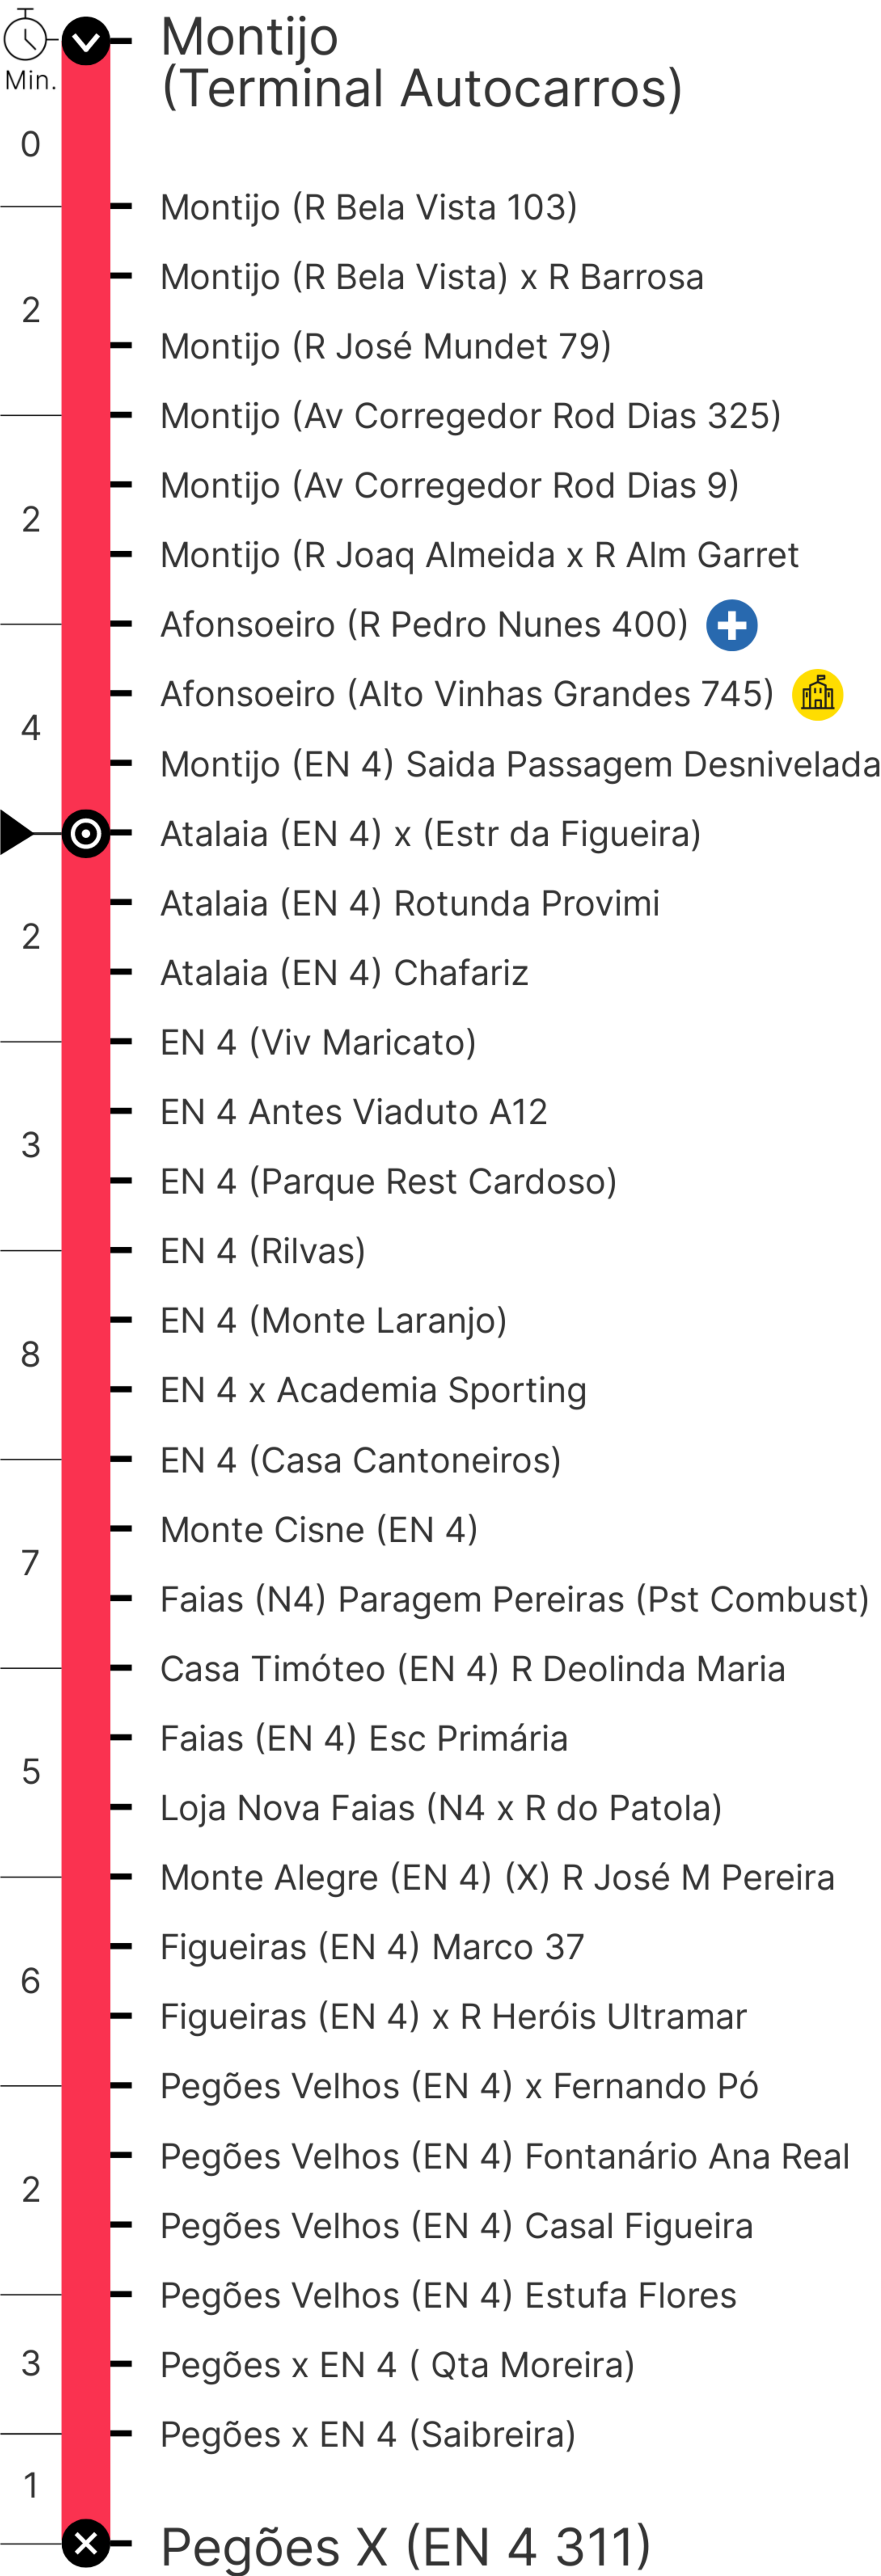 Montijo
(Terminal Autocarros)
Min.
0
Montijo (R Bela Vista 103)
Montijo (R Bela Vista) x R Barrosa
2
Montijo (R José Mundet 79)
Montijo (Av Corregedor Rod Dias 325)
Montijo (Av Corregedor Rod Dias 9)
2
Montijo (R Joaq Almeida x R Alm Garret
Afonsoeiro (R Pedro Nunes 400)
Afonsoeiro (Alto Vinhas Grandes 745)
4
Montijo (EN 4) Saida Passagem Desnivelada
Atalaia (EN 4) x (Estr da Figueira)
Atalaia (EN 4) Rotunda Provimi
2
Atalaia (EN 4) Chafariz
EN 4 (Viv Maricato)
EN 4 Antes Viaduto A12
3
EN 4 (Parque Rest Cardoso)
EN 4 (Rilvas)
EN 4 (Monte Laranjo)
8
EN 4 x Academia Sporting
EN 4 (Casa Cantoneiros)
Monte Cisne (EN 4)
7
Faias (N4) Paragem Pereiras (Pst Combust)
Casa Timóteo (EN 4) R Deolinda Maria
Faias (EN 4) Esc Primária
5
Loja Nova Faias (N4 x R do Patola)
Monte Alegre (EN 4) (X) R José M Pereira
Figueiras (EN 4) Marco 37
6
Figueiras (EN 4) x R Heróis Ultramar
Pegões Velhos (EN 4) x Fernando Pó
Pegões Velhos (EN 4) Fontanário Ana Real
2
Pegões Velhos (EN 4) Casal Figueira
Pegões Velhos (EN 4) Estufa Flores
3
Pegões x EN 4 ( Qta Moreira)
Pegões x EN 4 (Saibreira)
1
Pegões X (EN 4 311)